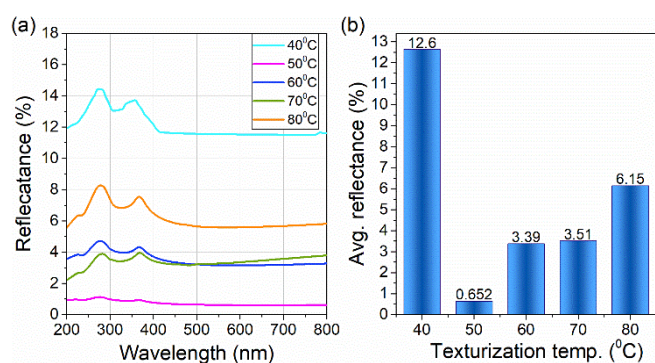 (a)
Reflecatance (%)
18
16
14
12
10
8
6
4
2
0
200 300 400 500 600 700 800
Wavelength (nm)
40⁰C
50⁰C
60⁰C
70⁰C
80⁰C
(b)
Avg. reflectance (%)
13
12
11
10
9
8
7
6
5
4
3
2
1
0
12.6
0.652
3.39
3.51
6.15
40 50 60 70 80
Texturization temp. (⁰C)